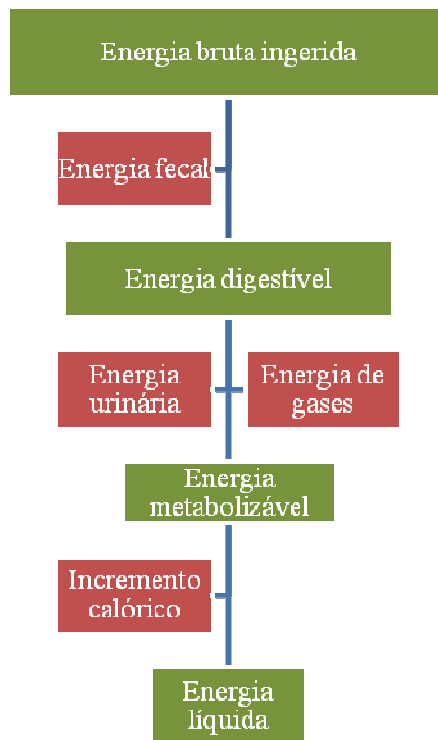 Energia bruta ingerida
Energia fecal
Energia digestível
Energia
urinária
Energia de
gases
Energia
metabolizável
Incremento
calórico
Energia
líquida